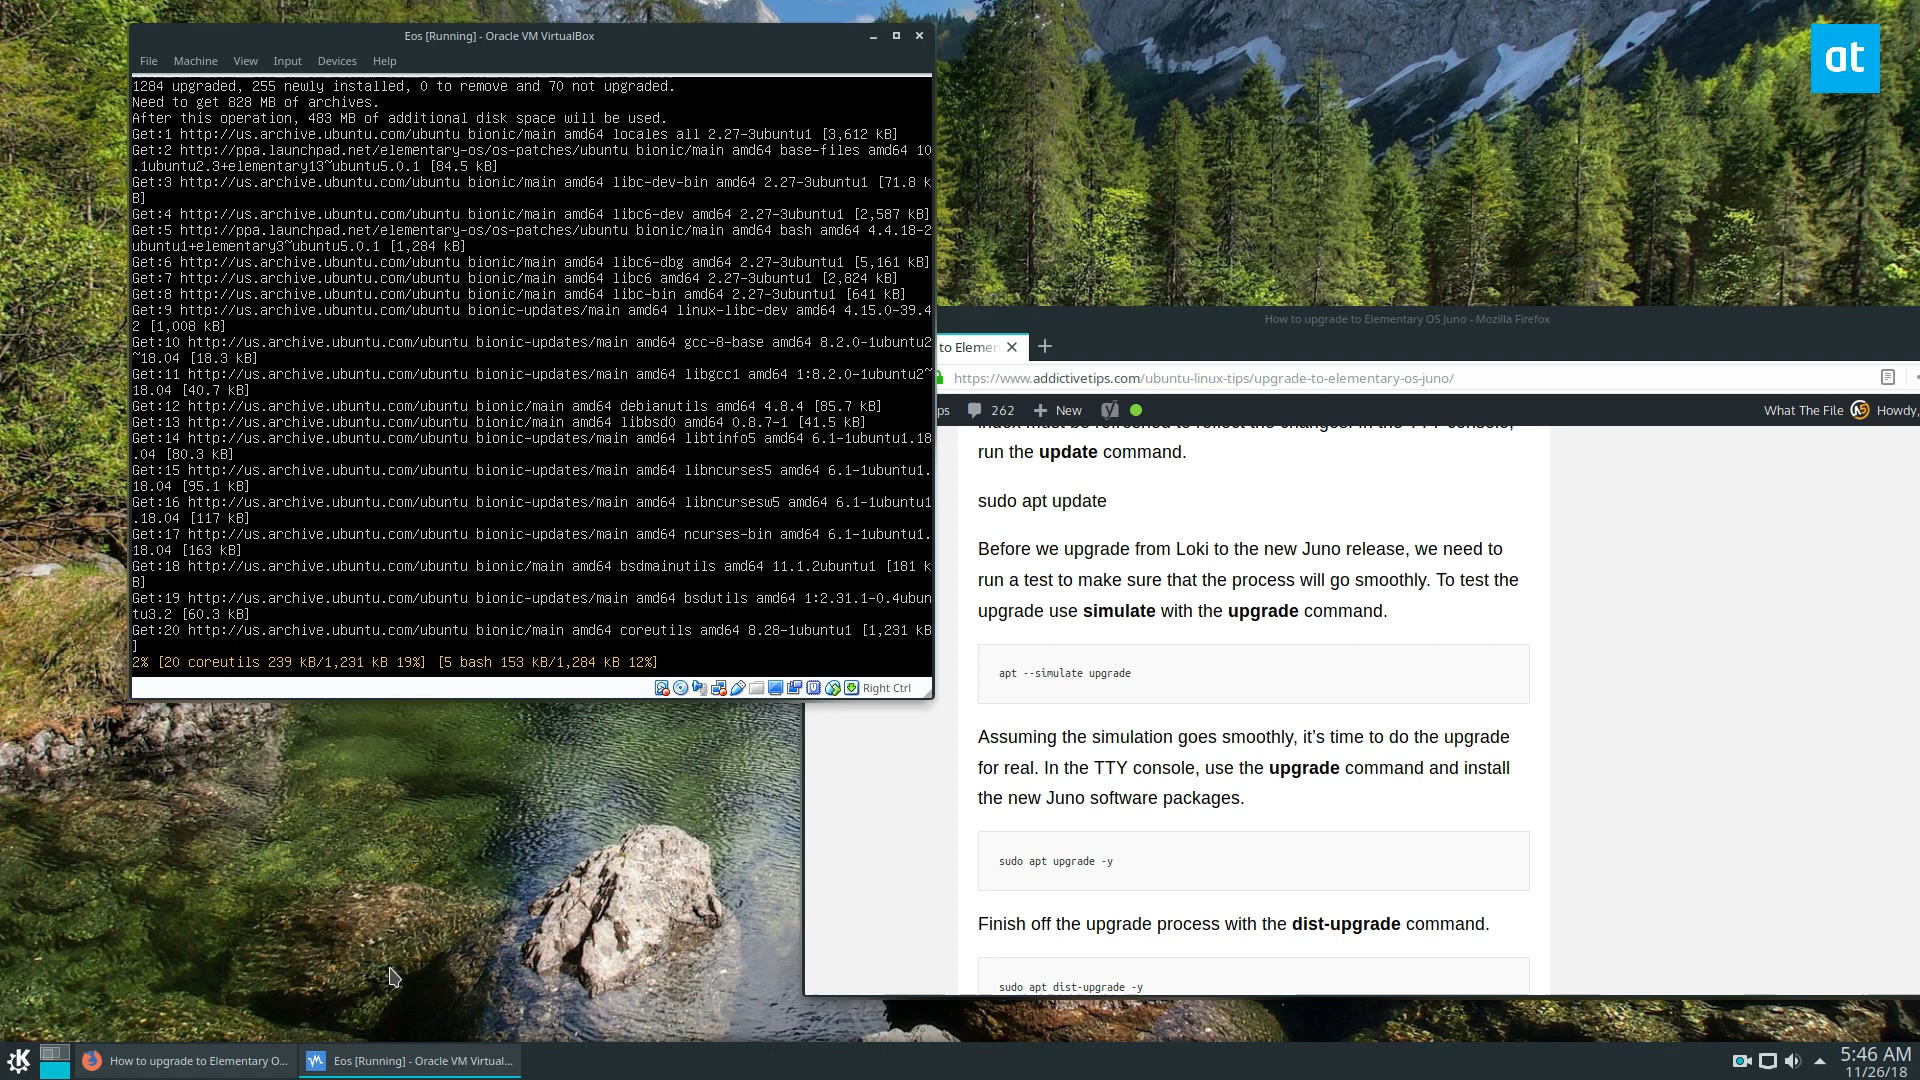 Eos [Running] - Oracle VM VirtualBox
File Machine View Input Devices Help
1284 upgraded, 255 newly installed, 0 to remove and 70 not upgraded.
Need to get 828 MB of archives.
After this operation, 483 MB of additional disk space will be used.
Get:1 http://us.archive.ubuntu.com/ubuntu bionic/main amd64 locales all 2.27-3ubuntu1 [3,612 kB]
Get:2 http://ppa.launchpad.net/elementary-os/os-patches/ubuntu bionic/main amd64 base-files amd64 10
.1ubuntu2.3+elementary13~ubuntu5.0.1 [84.5 kB]
Get:3 http://us.archive.ubuntu.com/ubuntu bionic/main amd64 libc-dev-bin amd64 2.27-3ubuntu1 [71.8 k
B]
Get:4 http://us.archive.ubuntu.com/ubuntu bionic/main amd64 libc6-dev amd64 2.27-3ubuntu1 [2,587 kB]
Get:5 http://ppa.launchpad.net/elementary-os/os-patches/ubuntu bionic/main amd64 bash amd64 4.4.18-2
ubuntu1+elementary3~ubuntu5.0.1 [1,284 kB]
Get:6 http://us.archive.ubuntu.com/ubuntu bionic/main amd64 libc6-dbg amd64 2.27-3ubuntu1 [5,161 kB]
Get:7 http://us.archive.ubuntu.com/ubuntu bionic/main amd64 libc6 amd64 2.27-3ubuntu1 [2,824 kB]
Get:8 http://us.archive.ubuntu.com/ubuntu bionic/main amd64 libc-bin amd64 2.27-3ubuntu1 [641 kB]
Get:9 http://us.archive.ubuntu.com/ubuntu bionic-updates/main amd64 linux-libc-dev amd64 4.15.0-39.4
2 [1,008 kB]
Get:10 http://us.archive.ubuntu.com/ubuntu bionic-updates/main amd64 gcc-8-base amd64 8.2.0-1ubuntu2
~18.04 [18.3 kB]
Get:11 http://us.archive.ubuntu.com/ubuntu bionic-updates/main amd64 libgcc1 amd64 1:8.2.0-1ubuntu2~
18.04 [40.7 kB]
Get:12 http://us.archive.ubuntu.com/ubuntu bionic/main amd64 debianutils amd64 4.8.4 [85.7 kB]
Get:13 http://us.archive.ubuntu.com/ubuntu bionic/main amd64 libbsd0 amd64 0.8.7-1 [41.5 kB]
Get:14 http://us.archive.ubuntu.com/ubuntu bionic-updates/main amd64 libtinfo5 amd64 6.1-1ubuntu1.18
.04 [80.3 kB]
Get:15 http://us.archive.ubuntu.com/ubuntu bionic-updates/main amd64 libncurses5 amd64 6.1-1ubuntu1.
18.04 [95.1 kB]
Get:16 http://us.archive.ubuntu.com/ubuntu bionic-updates/main amd64 libncursesw5 amd64 6.1-1ubuntu1
.18.04 [117 kB]
Get:17 http://us.archive.ubuntu.com/ubuntu bionic-updates/main amd64 ncurses-bin amd64 6.1-1ubuntu1.
18.04 [163 kB]
Get:18 http://us.archive.ubuntu.com/ubuntu bionic/main amd64 bsdmainutils amd64 11.1.2ubuntu1 [181 k
B]
Get:19 http://us.archive.ubuntu.com/ubuntu bionic-updates/main amd64 bsdutils amd64 1:2.31.1-0.4ubun
tu3.2 [60.3 kB]
Get:20 http://us.archive.ubuntu.com/ubuntu bionic/main amd64 coreutils amd64 8.28-1ubuntu1 [1,231 kB
]
2% [20 coreutils 239 kB/1,231 kB 19%] [5 bash 153 kB/1,284 kB 12%]
Right Ctrl
at
How to upgrade to Elementary OS Juno - Mozilla Firefox
to Elemen
https://www.addictivetips.com/ubuntu-linux-tips/upgrade-to-elementary-os-juno/
ps 262 New What The File Howdy,
index must be refreshed to reflect the changes. In the TTY console,
run the update command.
sudo apt update
Before we upgrade from Loki to the new Juno release, we need to
run a test to make sure that the process will go smoothly. To test the
upgrade use simulate with the upgrade command.
apt --simulate upgrade
Assuming the simulation goes smoothly, it's time to do the upgrade
for real. In the TTY console, use the upgrade command and install
the new Juno software packages.
sudo apt upgrade -y
Finish off the upgrade process with the dist-upgrade command.
sudo apt dist-upgrade -y
How to upgrade to Elementary O...
Eos [Running] - Oracle VM Virtual...
5:46 AM
11/26/18